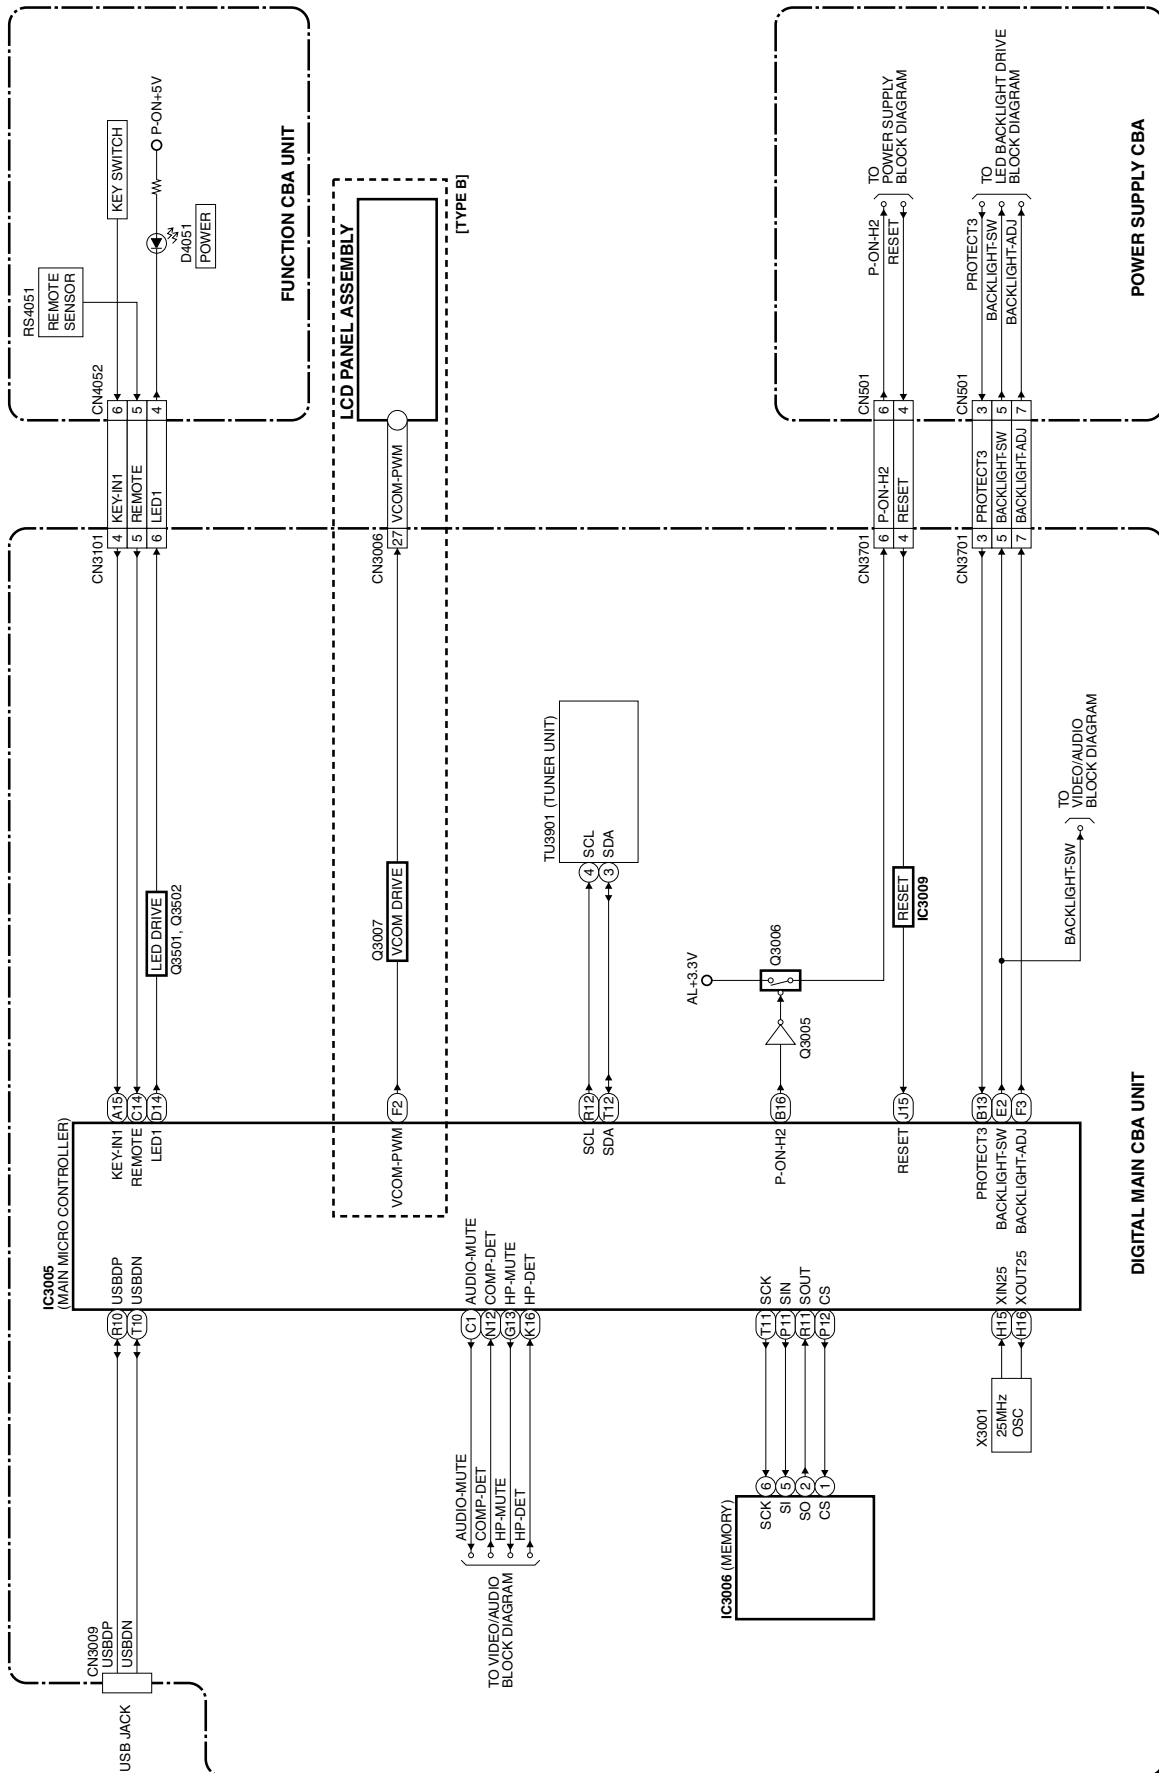 USB JACK
CN3009
USBDP
USBDN
R10 USBDP
T10 USBDN
IC3005
(MAIN MICRO CONTROLLER)
KEY-IN1 A15
REMOTE C14
LED1 D14
LED DRIVE
Q3501, Q3502
CN3101
4 KEY-IN1 6
5 REMOTE 5
6 LED1 4
CN4052
RS4051
REMOTE
SENSOR
KEY SWITCH
D4051
POWER
P-ON+5V
FUNCTION CBA UNIT
VCOM-PWM F2
Q3007
VCOM DRIVE
CN3006
27 VCOM-PWM
LCD PANEL ASSEMBLY
[TYPE B]
TO VIDEO/AUDIO
BLOCK DIAGRAM
AUDIO-MUTE
COMP-DET
HP-MUTE
HP-DET
C1 AUDIO-MUTE
N12 COMP-DET
G13 HP-MUTE
K16 HP-DET
SCL R12
SDA T12
TU3901 (TUNER UNIT)
4 SCL
3 SDA
IC3006 (MEMORY)
SCK 6
SI 5
SO 2
CS 1
T11 SCK
P11 SIN
R11 SOUT
P12 CS
P-ON-H2 B16
Q3005
AL+3.3V
Q3006
RESET J15
RESET
IC3009
CN3701
6 P-ON-H2 6
4 RESET 4
CN501
P-ON-H2
RESET
TO
POWER SUPPLY
BLOCK DIAGRAM
X3001
25MHz
OSC
H15 XIN25
H16 XOUT25
PROTECT3 B13
BACKLIGHT-SW E2
BACKLIGHT-ADJ F3
CN3701
3 PROTECT3 3
5 BACKLIGHT-SW 5
7 BACKLIGHT-ADJ 7
CN501
PROTECT3
BACKLIGHT-SW
BACKLIGHT-ADJ
TO
LED BACKLIGHT DRIVE
BLOCK DIAGRAM
BACKLIGHT-SW
TO
VIDEO/AUDIO
BLOCK DIAGRAM
DIGITAL MAIN CBA UNIT
POWER SUPPLY CBA